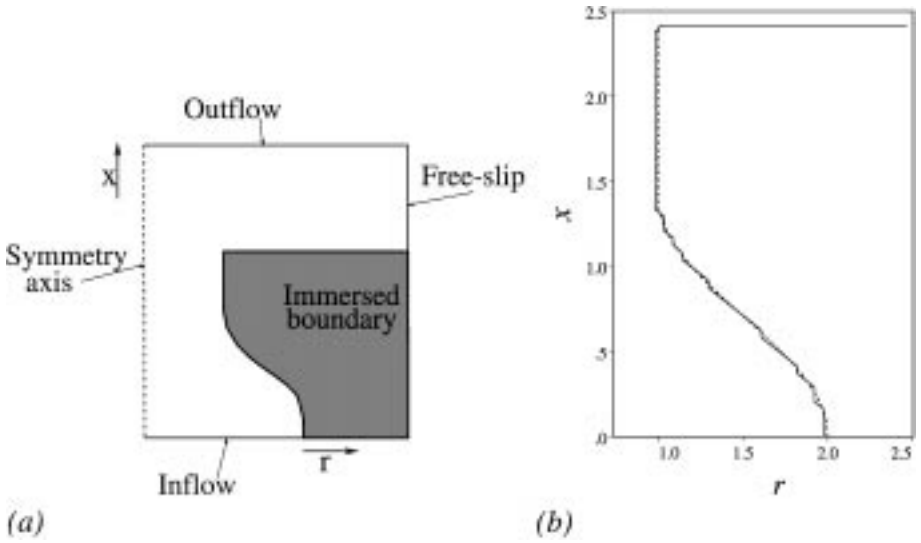 Outflow
x
Free-slip
Symmetry
axis
Immersed
boundary
r
Inflow
(a)
2.5
2.0
1.5
x
1.0
.5
.0
1.0
1.5
2.0
2.5
r
(b)